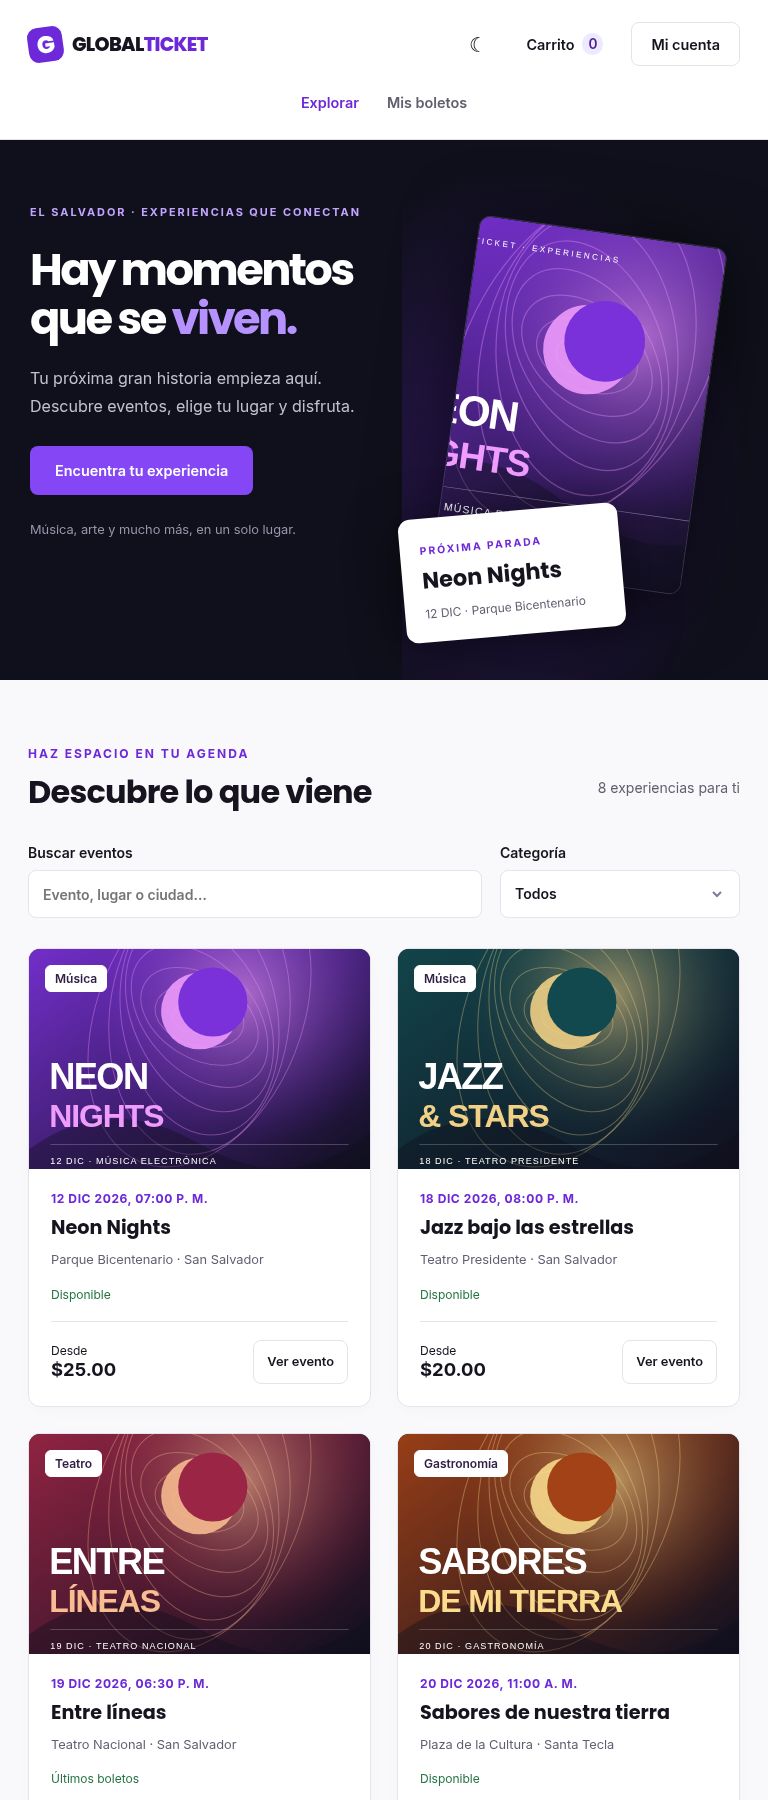 G GLOBALTICKET
Carrito 0
Mi cuenta
Explorar
Mis boletos
EL SALVADOR · EXPERIENCIAS QUE CONECTAN
Hay momentos
que se viven.
Tu próxima gran historia empieza aquí.
Descubre eventos, elige tu lugar y disfruta.
Encuentra tu experiencia
Música, arte y mucho más, en un solo lugar.
TICKET · EXPERIENCIAS
EON
GHTS
MÚSICA
PRÓXIMA PARADA
Neon Nights
12 DIC · Parque Bicentenario
HAZ ESPACIO EN TU AGENDA
Descubre lo que viene
8 experiencias para ti
Buscar eventos
Evento, lugar o ciudad...
Categoría
Todos
Música
NEON
NIGHTS
12 DIC · MÚSICA ELECTRÓNICA
12 DIC 2026, 07:00 P. M.
Neon Nights
Parque Bicentenario · San Salvador
Disponible
Desde
$25.00
Ver evento
Música
JAZZ
& STARS
18 DIC · TEATRO PRESIDENTE
18 DIC 2026, 08:00 P. M.
Jazz bajo las estrellas
Teatro Presidente · San Salvador
Disponible
Desde
$20.00
Ver evento
Teatro
ENTRE
LÍNEAS
19 DIC · TEATRO NACIONAL
19 DIC 2026, 06:30 P. M.
Entre líneas
Teatro Nacional · San Salvador
Últimos boletos
Gastronomía
SABORES
DE MI TIERRA
20 DIC · GASTRONOMÍA
20 DIC 2026, 11:00 A. M.
Sabores de nuestra tierra
Plaza de la Cultura · Santa Tecla
Disponible